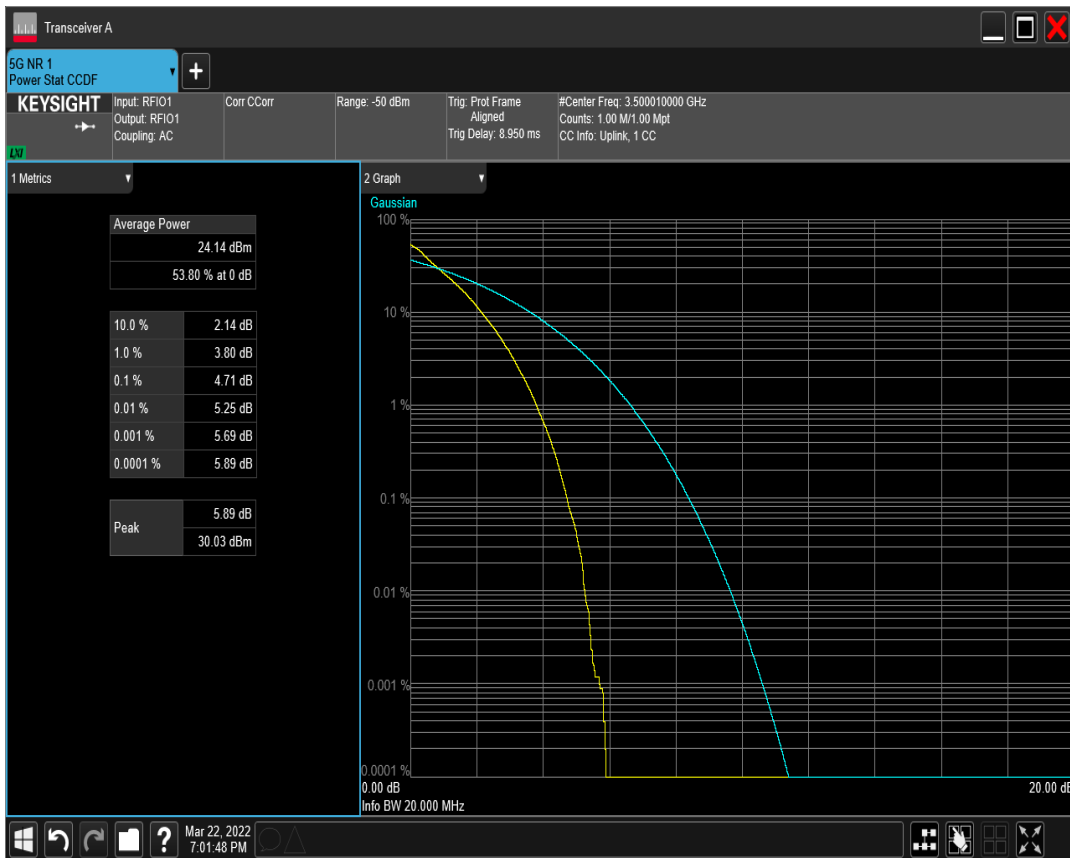 Transceiver A
5G NR 1
Power Stat CCDF
KEYSIGHT
LXI
Input: RFIO1
Output: RFIO1
Coupling: AC
Corr CCorr
Range: -50 dBm
Trig: Prot Frame
Aligned
Trig Delay: 8.950 ms
#Center Freq: 3.500010000 GHz
Counts: 1.00 M/1.00 Mpt
CC Info: Uplink, 1 CC
1 Metrics
Average Power
24.14 dBm
53.80 % at 0 dB
10.0 % 2.14 dB
1.0 % 3.80 dB
0.1 % 4.71 dB
0.01 % 5.25 dB
0.001 % 5.69 dB
0.0001 % 5.89 dB
Peak
5.89 dB
30.03 dBm
2 Graph
Gaussian
100 %
10 %
1 %
0.1 %
0.01 %
0.001 %
0.0001 %
0.00 dB
20.00 dB
Info BW 20.000 MHz
?
Mar 22, 2022
7:01:48 PM